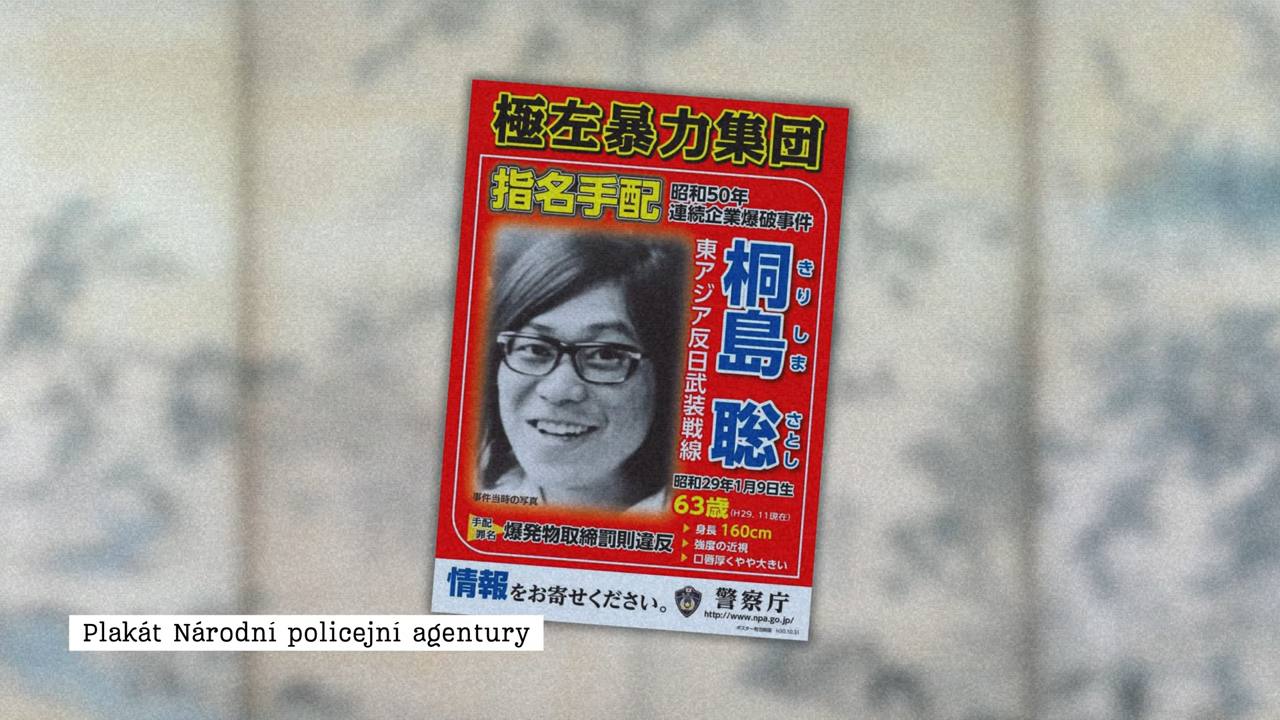 極左暴力集団
指名手配
昭和50年
連続企業爆破事件
東アジア反日武装戦線
桐島 聡
きりしま さとし
昭和29年1月9日生
63歳(H29.11現在)
身長 160cm
強度の近視
口唇厚くやや大きい
事件当時の写真
手配
罪名
爆発物取締罰則違反
情報をお寄せください。
警察庁
http://www.npa.go.jp/
Plakát Národní policejní agentury